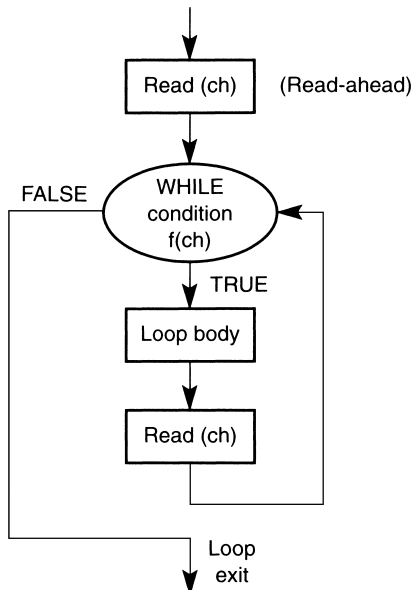 Read (ch)
(Read-ahead)
FALSE
WHILE
condition
f(ch)
TRUE
Loop body
Read (ch)
Loop
exit